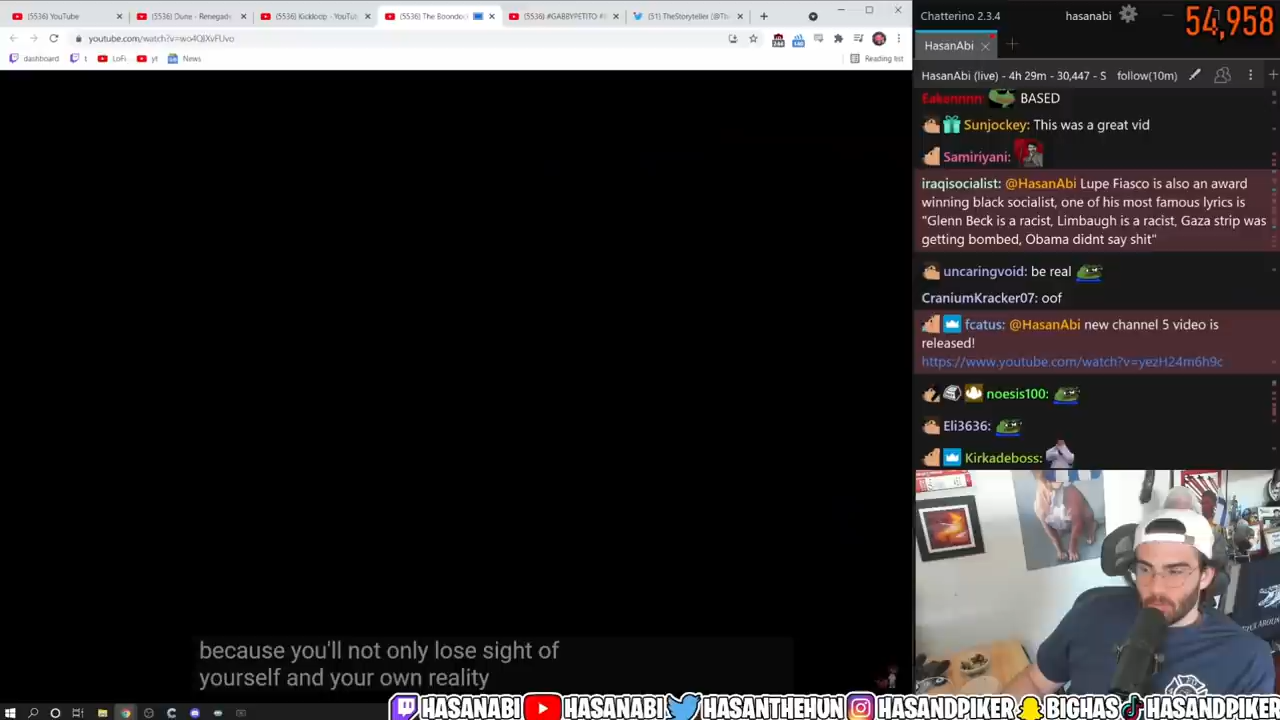 (5536) YouTube
(5536) Dune - Renegade
(5536) Kickloop - YouTu
(5536) The Boondo
(5536) #GABBYPETITO #
(51) TheStoryteller (@Th
youtube.com/watch?v=wo4QJXvFUvo
dashboard
t
LoFi
yt
News
Reading list
Chatterino 2.3.4
hasanabi
54,958
HasanAbi
HasanAbi (live) - 4h 29m - 30,447 - S
follow(10m)
Eakennnn BASED
Sunjockey: This was a great vid
Samiriyani:
iraqisocialist: @HasanAbi Lupe Fiasco is also an award
winning black socialist, one of his most famous lyrics is
"Glenn Beck is a racist, Limbaugh is a racist, Gaza strip was
getting bombed, Obama didnt say shit"
uncaringvoid: be real
CraniumKracker07: oof
fcatus: @HasanAbi new channel 5 video is
released!
https://www.youtube.com/watch?v=yezH24m6h9c
noesis100:
Eli3636:
Kirkadeboss:
because you'll not only lose sight of
yourself and your own reality
HASANABI
HASANABI
HASANTHEHUN
HASANDPIKER
BIGHAS
HASANDPIKER